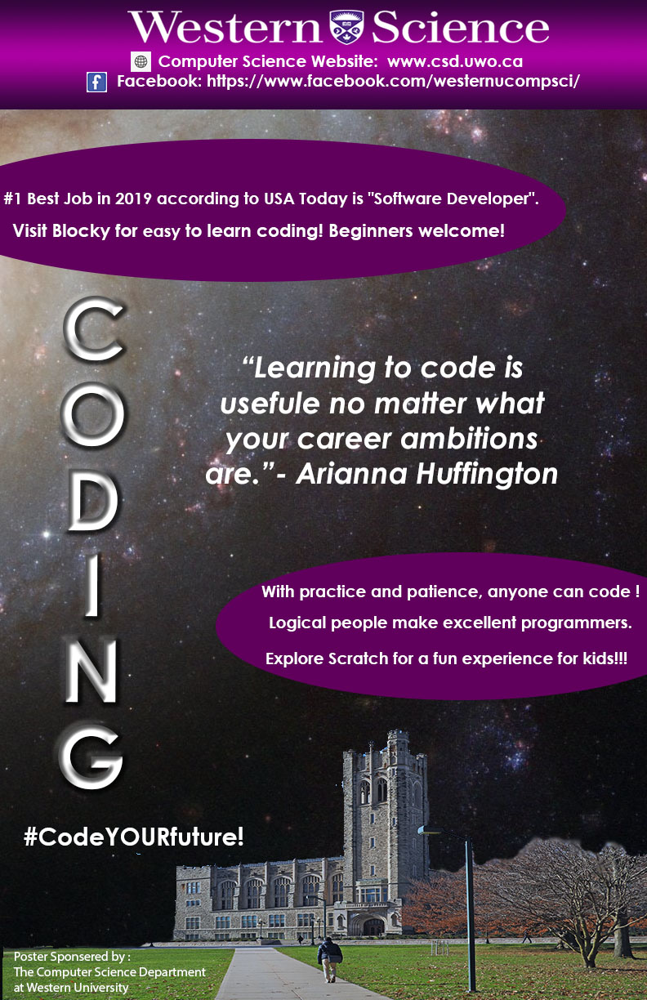 Western Science
Computer Science Website: www.csd.uwo.ca
Facebook: https://www.facebook.com/westernucompsci/
#1 Best Job in 2019 according to USA Today is "Software Developer".
Visit Blocky for easy to learn coding! Beginners welcome!
CODING
“Learning to code is
usefule no matter what
your career ambitions
are.”- Arianna Huffington
With practice and patience, anyone can code !
Logical people make excellent programmers.
Explore Scratch for a fun experience for kids!!!
#CodeYOURfuture!
Poster Sponsered by :
The Computer Science Department
at Western University